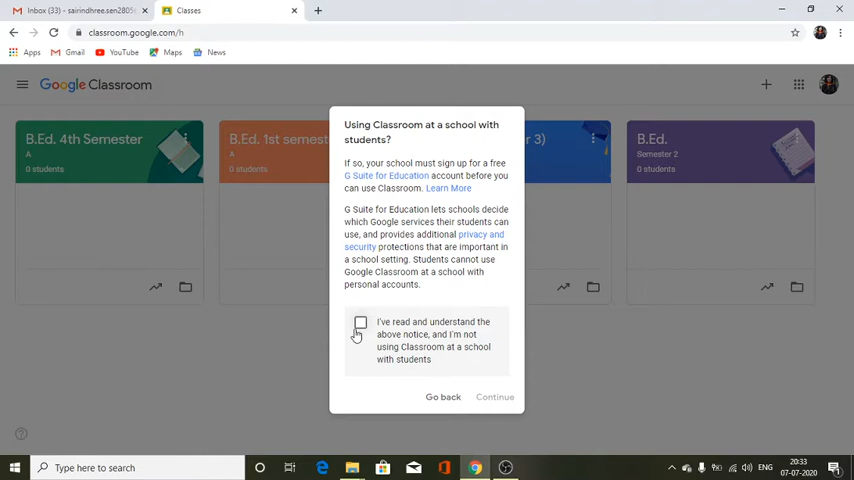 Inbox (33) - sairindhree.sen2805@
Classes
classroom.google.com/h
Apps
Gmail
YouTube
Maps
News
Google Classroom
B.Ed. 4th Semester
A
0 students
B.Ed. 1st semest
A
0 students
er 3)
B.Ed.
Semester 2
0 students
Using Classroom at a school with
students?
If so, your school must sign up for a free
G Suite for Education account before you
can use Classroom. Learn More
G Suite for Education lets schools decide
which Google services their students can
use, and provides additional privacy and
security protections that are important in
a school setting. Students cannot use
Google Classroom at a school with
personal accounts.
I've read and understand the
above notice, and I'm not
using Classroom at a school
with students
Go back
Continue
Type here to search
ENG
20:33
07-07-2020